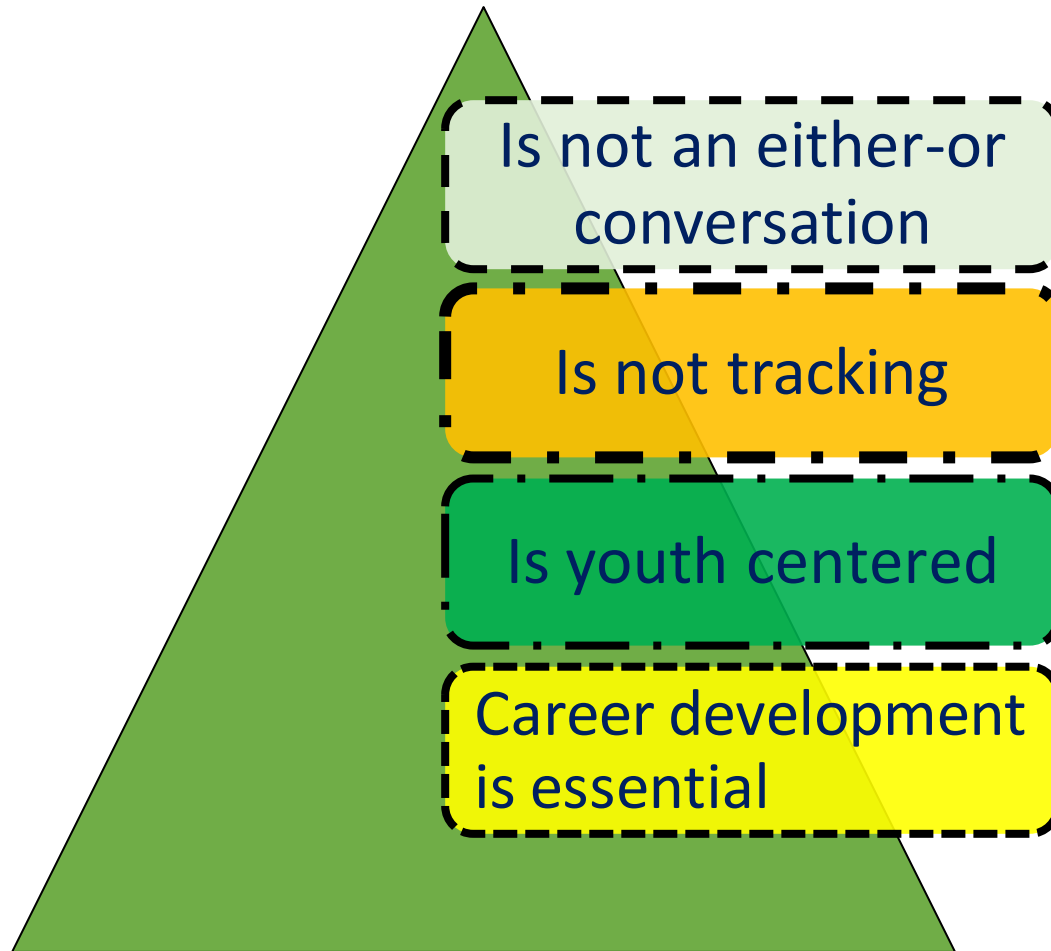 Is not an either-or
conversation
Is not tracking
Is youth centered
Career development
is essential